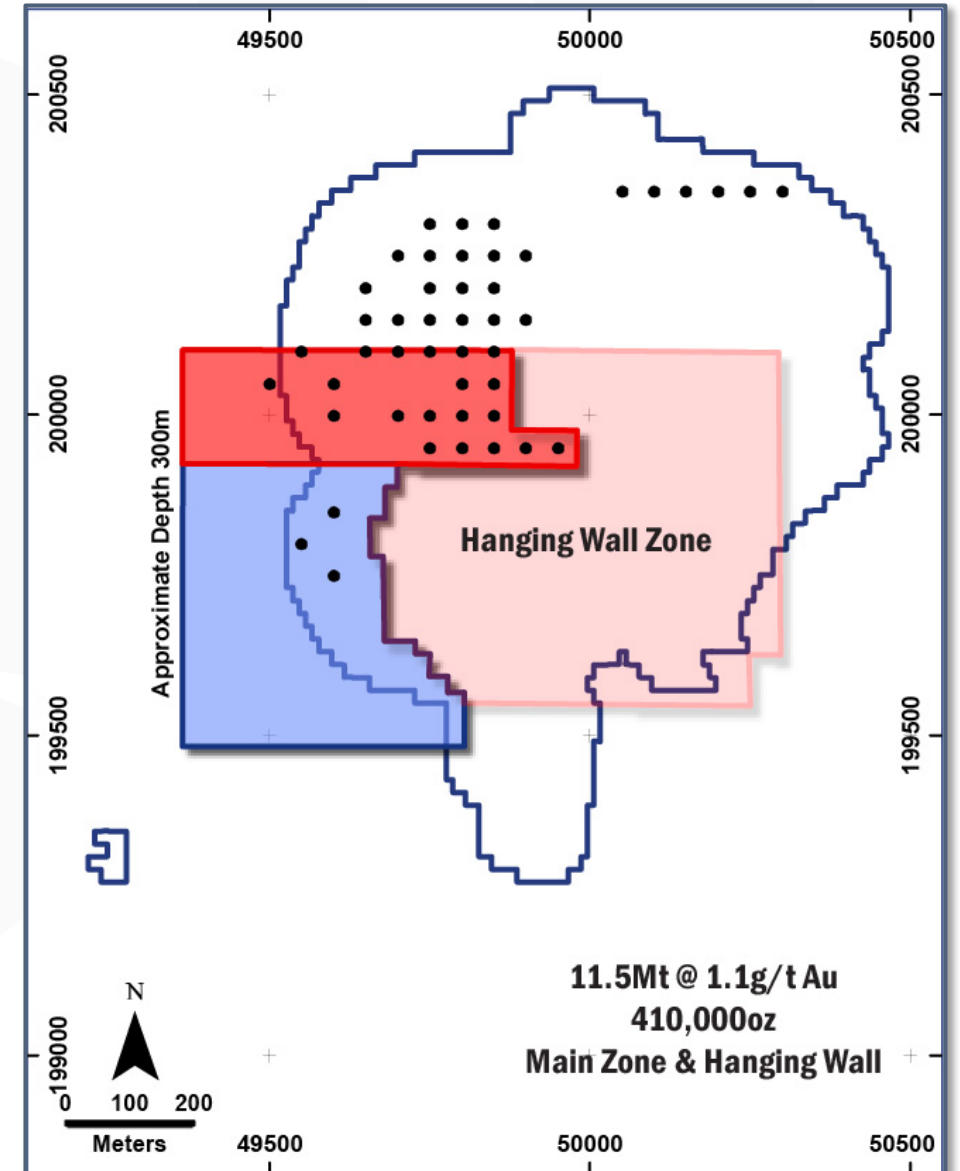 49500 50000 50500
200500 200500
200000 200000
Approximate Depth 300m
Hanging Wall Zone
199500 199500
11.5Mt @ 1.1g/t Au
410,000oz
Main Zone & Hanging Wall
N
199000
0 100 200
Meters
49500 50000 50500